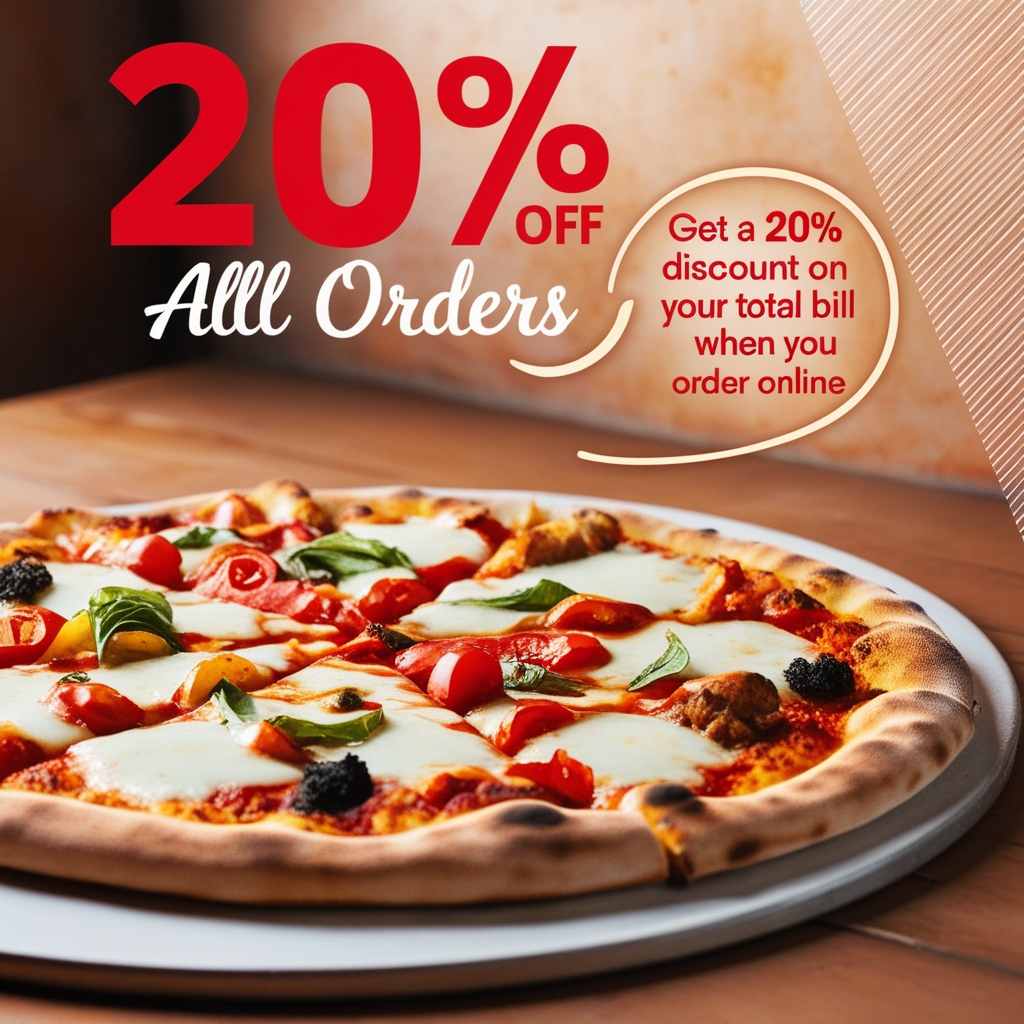 20%
OFF
Alll Orders
Get a 20%
discount on
your total bill
when you
order online